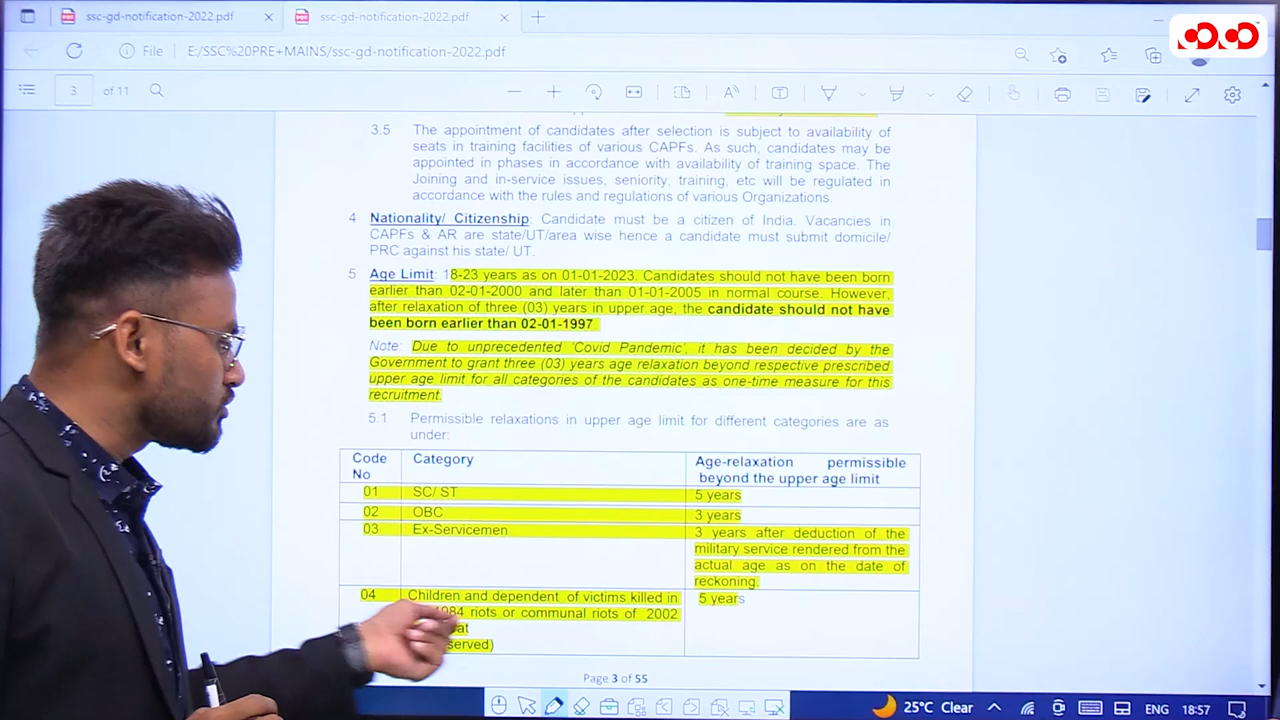 ssc-gd-notification-2022.pdf
ssc-gd-notification-2022.pdf
File E:/SSC%20PRE+MAINS/ssc-gd-notification-2022.pdf
3 of 11
3.5 The appointment of candidates after selection is subject to availability of
seats in training facilities of various CAPFs. As such, candidates may be
appointed in phases in accordance with availability of training space. The
Joining and in-service issues, seniority, training, etc will be regulated in
accordance with the rules and regulations of various Organizations.
4 Nationality/ Citizenship: Candidate must be a citizen of India. Vacancies in
CAPFs & AR are state/UT/area wise hence a candidate must submit domicile/
PRC against his state/ UT.
5 Age Limit: 18-23 years as on 01-01-2023. Candidates should not have been born
earlier than 02-01-2000 and later than 01-01-2005 in normal course. However,
after relaxation of three (03) years in upper age, the candidate should not have
been born earlier than 02-01-1997.
Note: Due to unprecedented 'Covid Pandemic', it has been decided by the
Government to grant three (03) years age relaxation beyond respective prescribed
upper age limit for all categories of the candidates as one-time measure for this
recruitment.
5.1 Permissible relaxations in upper age limit for different categories are as
under:
Code No
Category
Age-relaxation permissible
beyond the upper age limit
01 SC/ ST 5 years
02 OBC 3 years
03 Ex-Servicemen 3 years after deduction of the
military service rendered from the
actual age as on the date of
reckoning.
04 Children and dependent of victims killed in 5 years
1984 riots or communal riots of 2002
Page 3 of 55
25°C Clear ENG 18:57